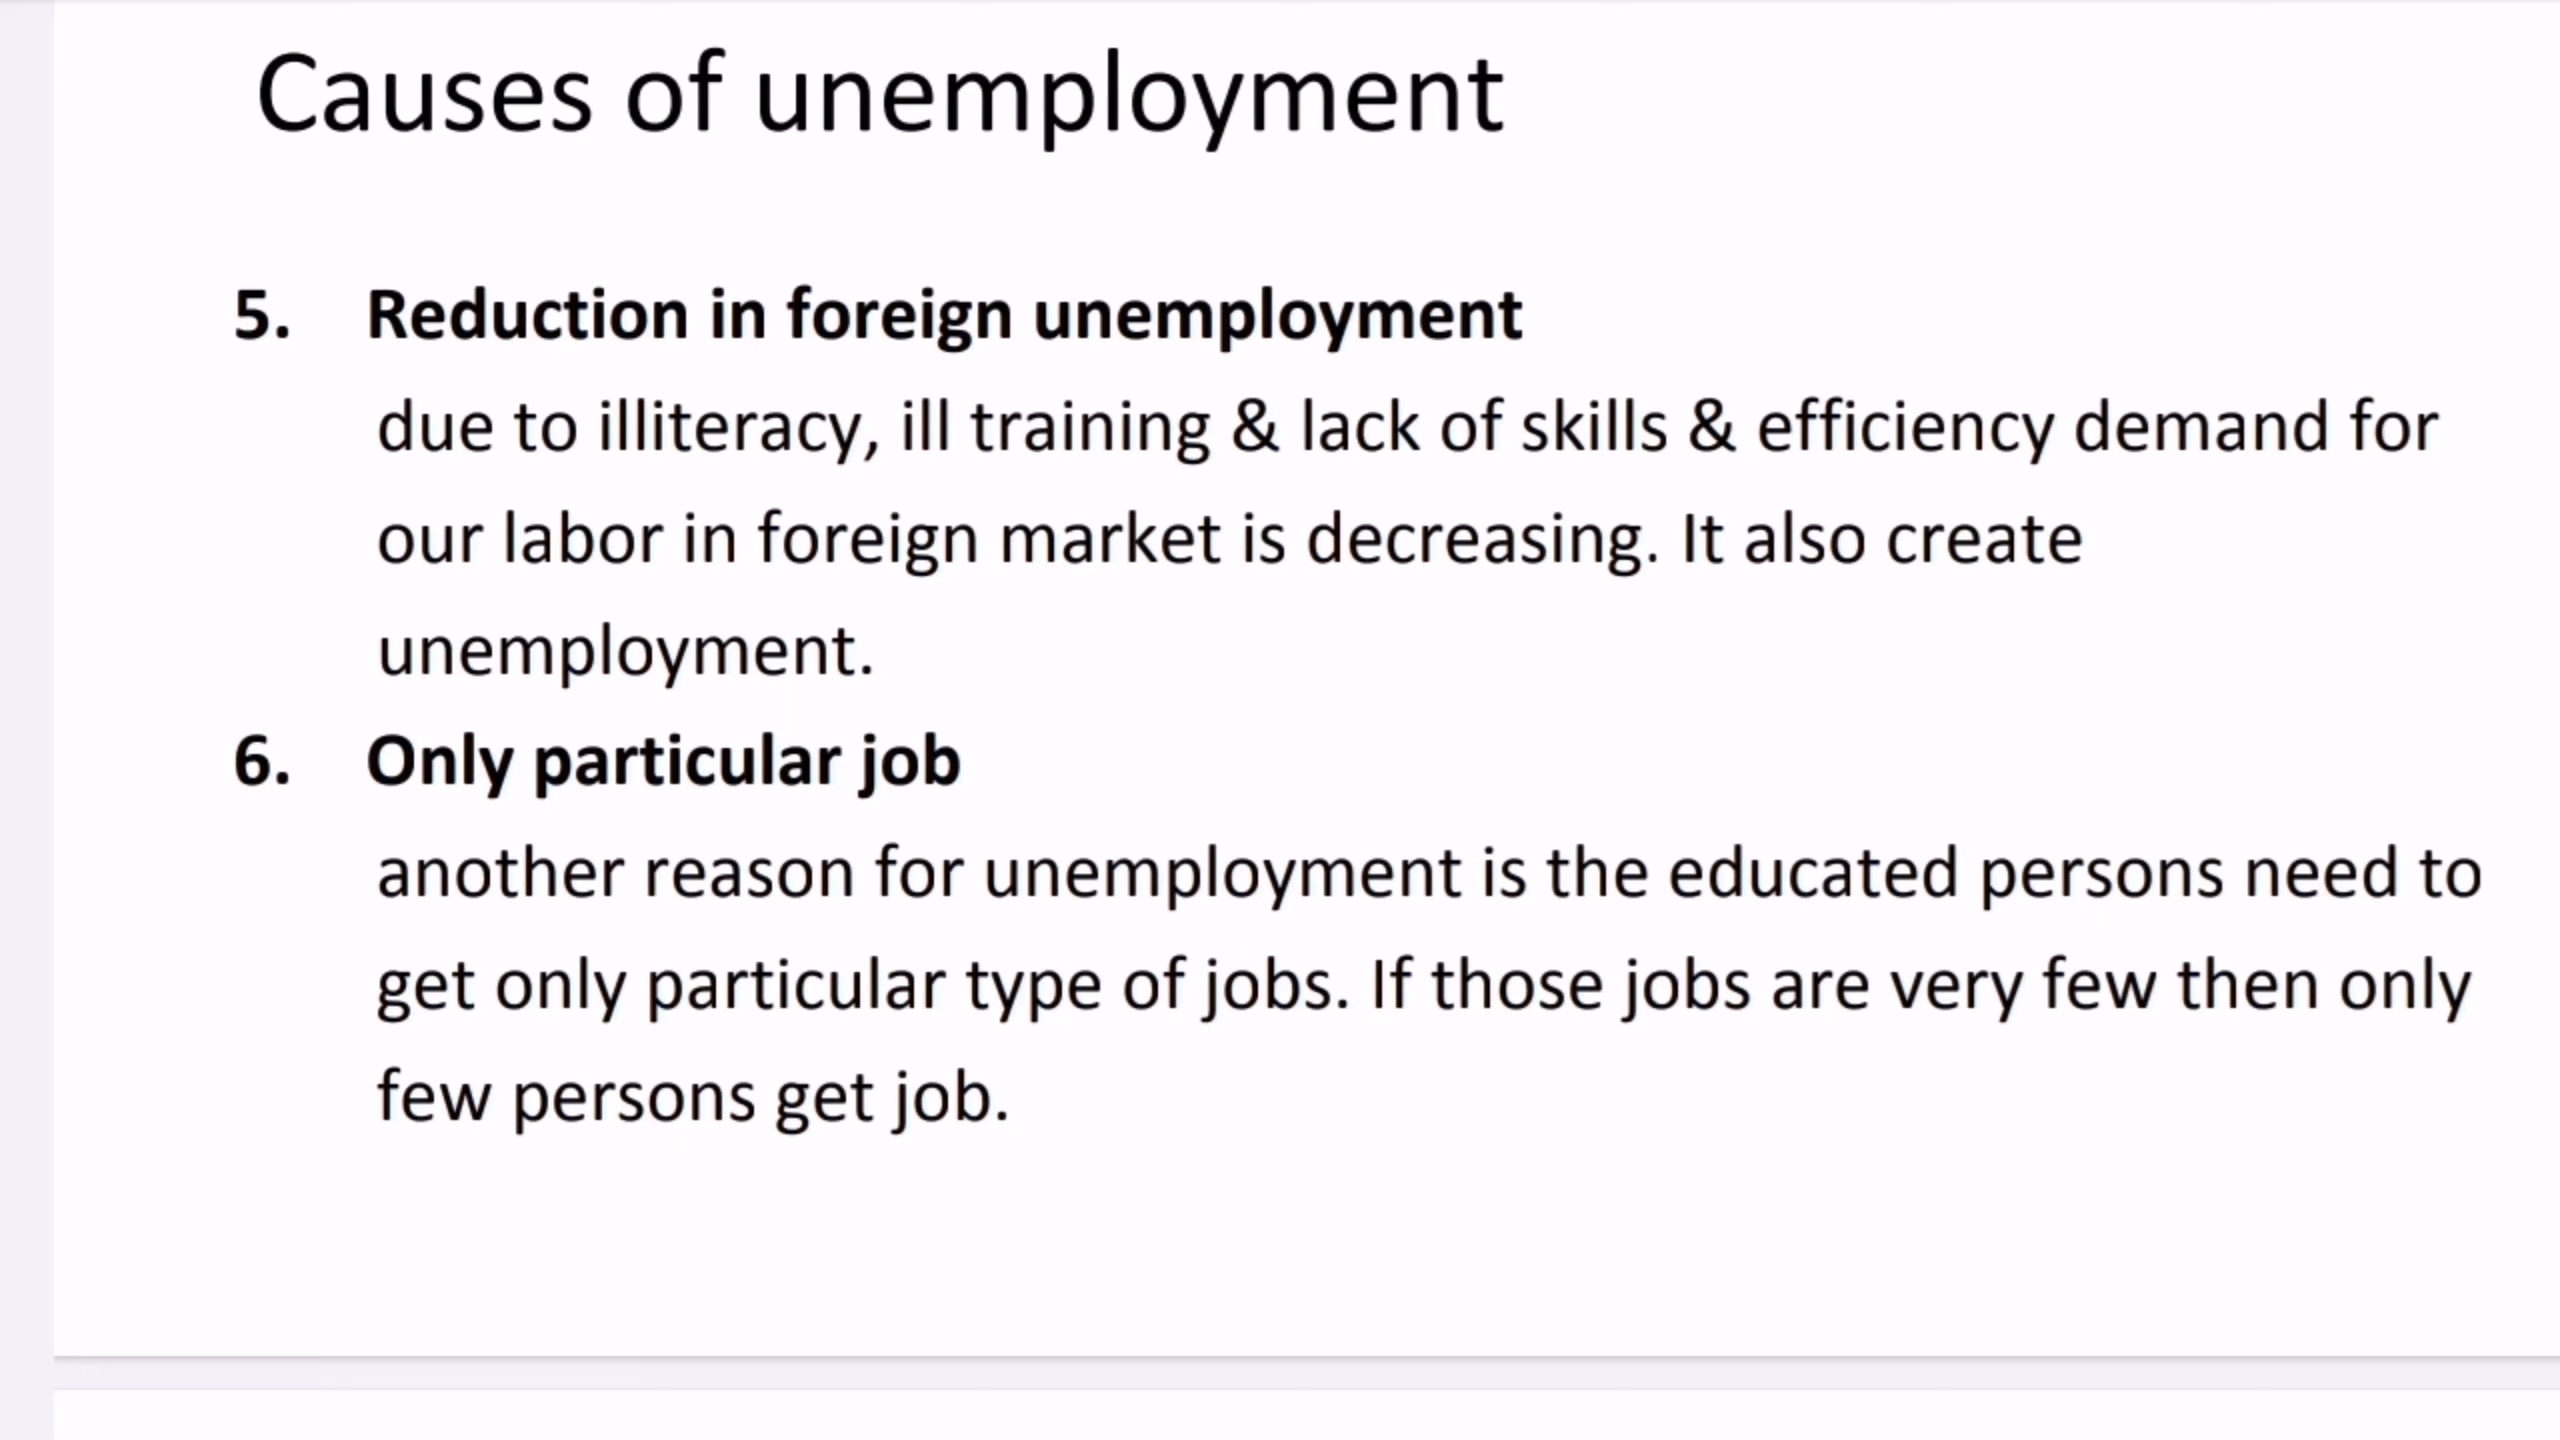 Causes of unemployment
5. Reduction in foreign unemployment
due to illiteracy, ill training & lack of skills & efficiency demand for
our labor in foreign market is decreasing. It also create
unemployment.
6. Only particular job
another reason for unemployment is the educated persons need to
get only particular type of jobs. If those jobs are very few then only
few persons get job.